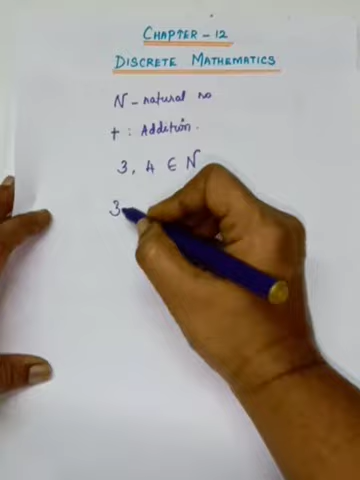 CHAPTER - 12
DISCRETE MATHEMATICS
N - natural no
+ : Addition.
3, 4 ∈ N
3